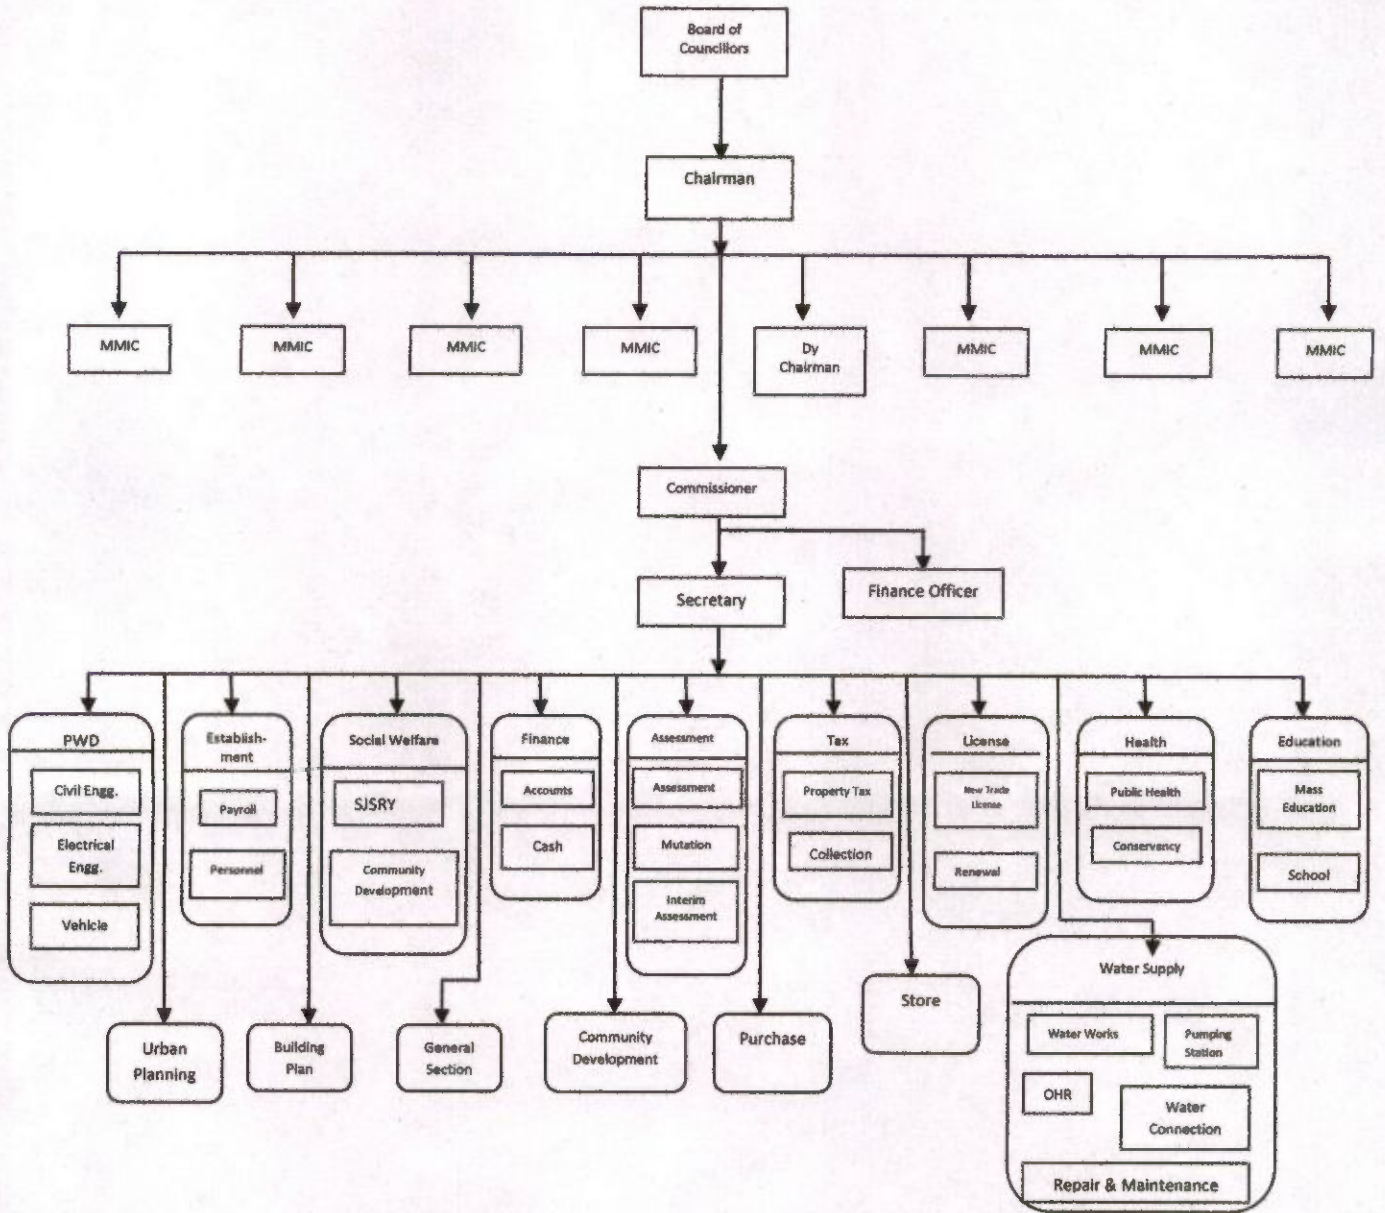 Board of
Councillors
Chairman
MMIC
MMIC
MMIC
MMIC
Dy
Chairman
MMIC
MMIC
MMIC
Commissioner
Secretary
Finance Officer
PWD
Civil Engg.
Electrical
Engg.
Vehicle
Establish-
ment
Payroll
Personnel
Social Welfare
SJSRY
Community
Development
Finance
Accounts
Cash
Assessment
Assessment
Mutation
Interim
Assessment
Tax
Property Tax
Collection
License
New Trade
License
Renewal
Health
Public Health
Conservancy
Education
Mass
Education
School
Urban
Planning
Building
Plan
General
Section
Community
Development
Purchase
Store
Water Supply
Water Works
Pumping
Station
OHR
Water
Connection
Repair & Maintenance